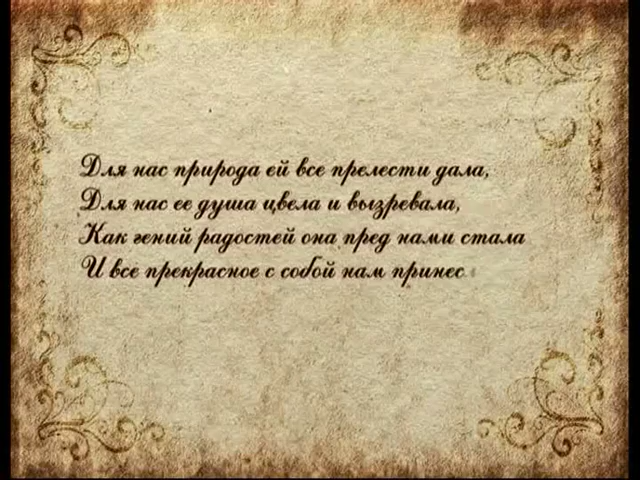 Для нас природа ей все прелести дала,
Для нас ее душа цвела и вызревала,
Как гений радостей она пред нами стала
И все прекрасное с собой нам принес